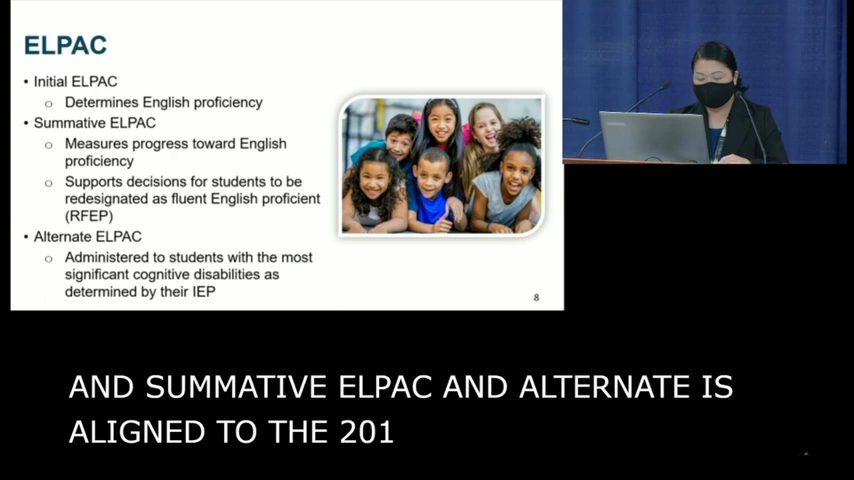 ELPAC
• Initial ELPAC
o Determines English proficiency
• Summative ELPAC
o Measures progress toward English
proficiency
o Supports decisions for students to be
redesignated as fluent English proficient
(RFEP)
• Alternate ELPAC
o Administered to students with the most
significant cognitive disabilities as
determined by their IEP
8
AND SUMMATIVE ELPAC AND ALTERNATE IS
ALIGNED TO THE 201